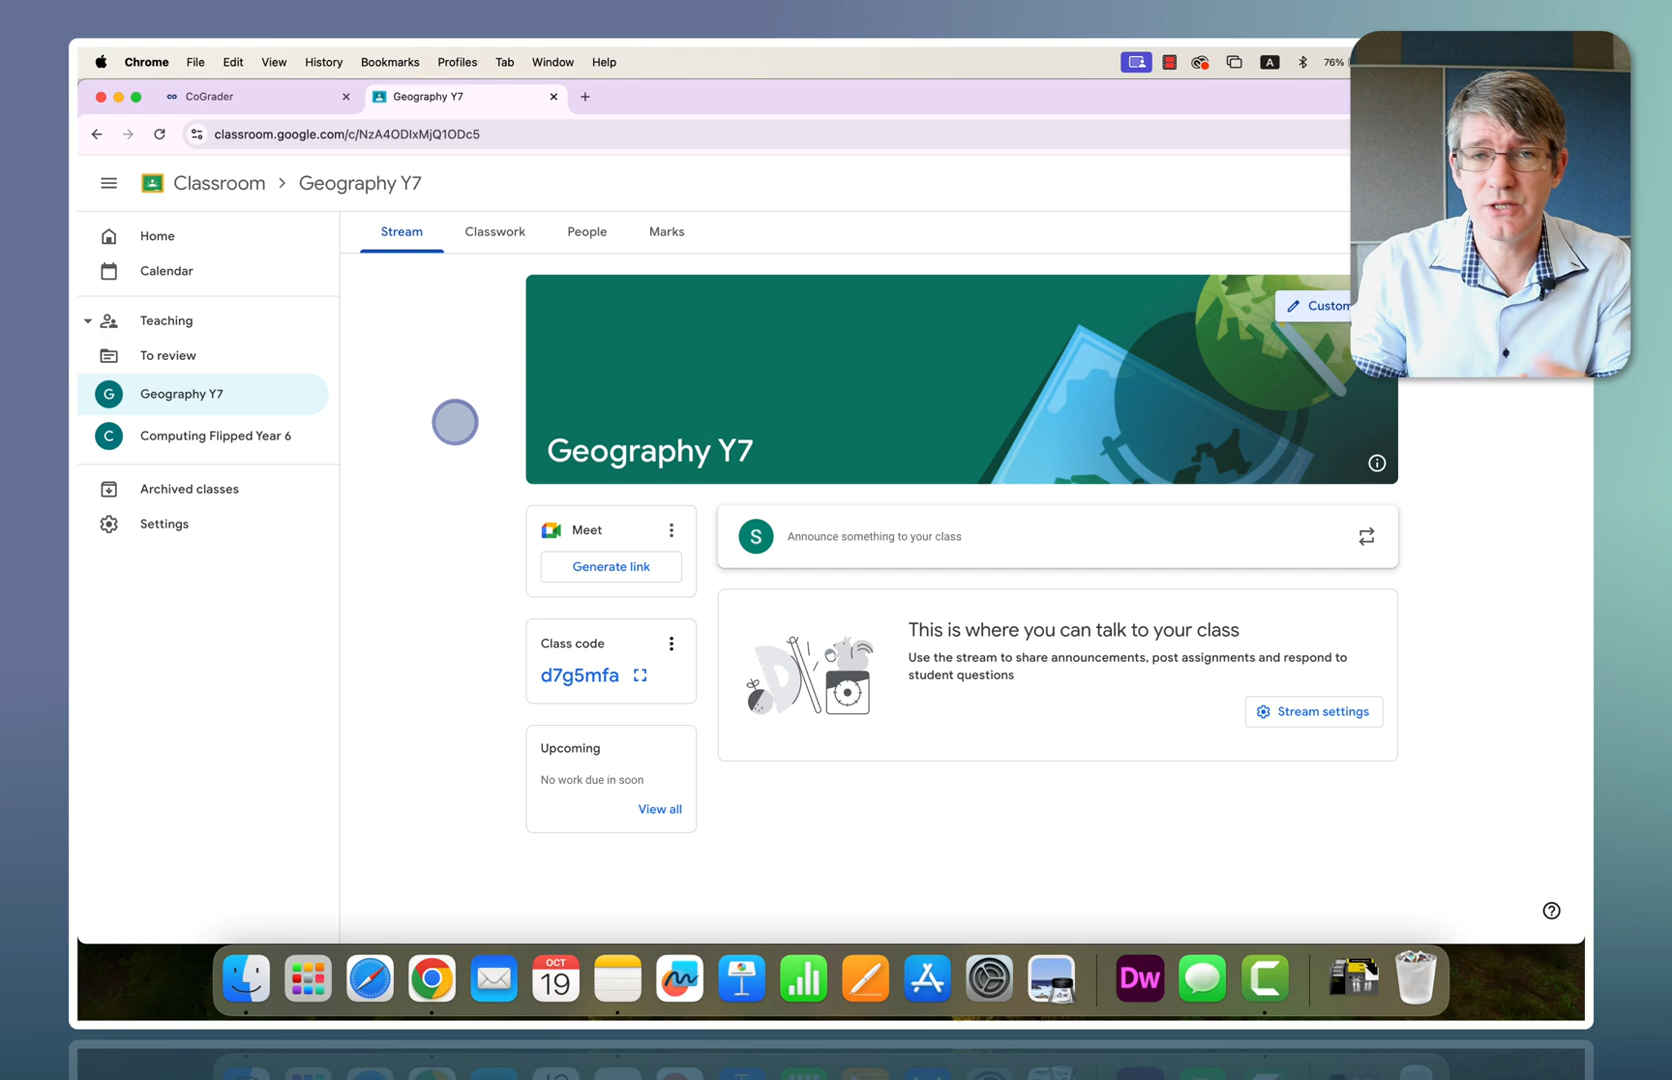 Chrome File Edit View History Bookmarks Profiles Tab Window Help A 76%
CoGrader Geography Y7
classroom.google.com/c/NzA4ODIxMjQ1ODc5
Classroom > Geography Y7
Home
Calendar
Teaching
To review
G Geography Y7
C Computing Flipped Year 6
Archived classes
Settings
Stream Classwork People Marks
Custom
Geography Y7
Meet
Generate link
Class code
d7g5mfa
Upcoming
No work due in soon
View all
S Announce something to your class
This is where you can talk to your class
Use the stream to share announcements, post assignments and respond to
student questions
Stream settings
OCT
19
Dw